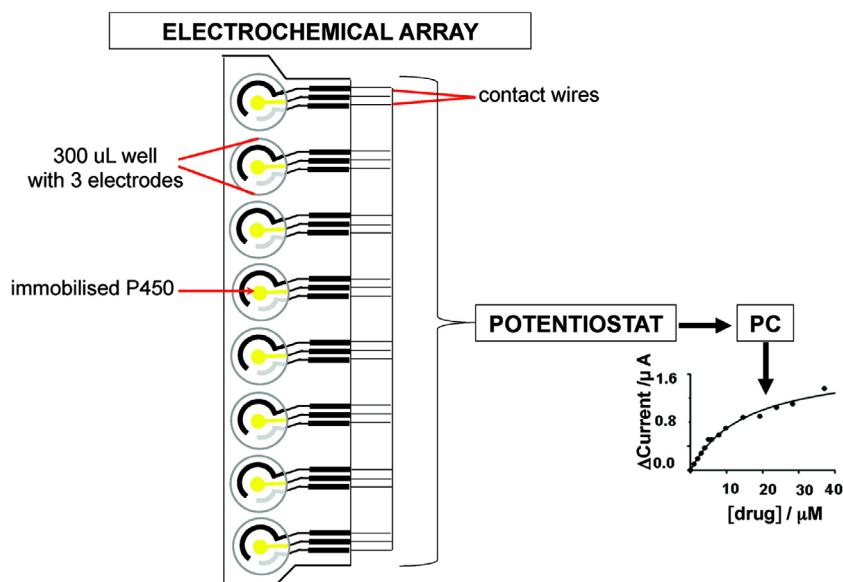 ELECTROCHEMICAL ARRAY
contact wires
300 uL well
with 3 electrodes
immobilised P450
POTENTIOSTAT
PC
ΔCurrent /μ A
1.6
0.8
0.0
10 20 30 40
[drug] / μM